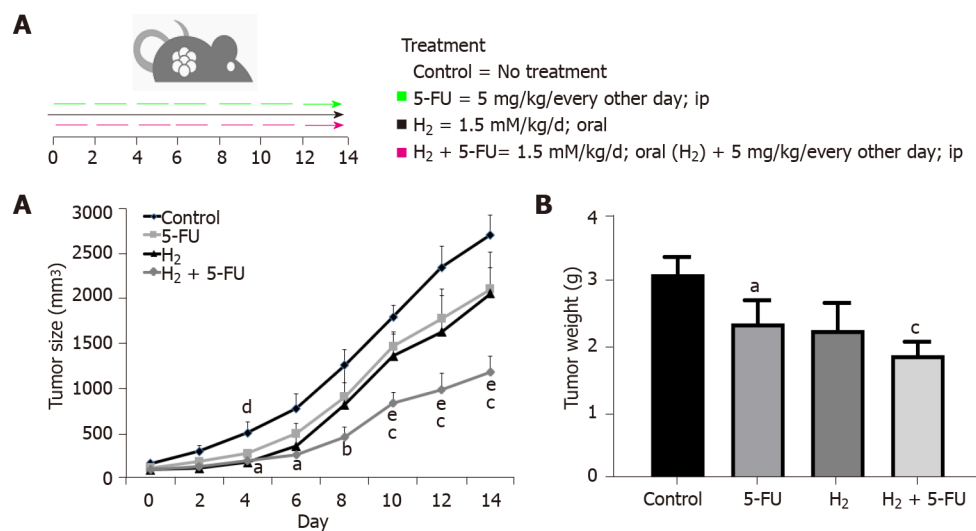 A
Treatment
Control = No treatment
5-FU = 5 mg/kg/every other day; ip
H₂ = 1.5 mM/kg/d; oral
H₂ + 5-FU= 1.5 mM/kg/d; oral (H₂) + 5 mg/kg/every other day; ip
0 2 4 6 8 10 12 14
A
Tumor size (mm³)
3000
2500
2000
1500
1000
500
0
Control
5-FU
H₂
H₂ + 5-FU
d
a
a
b
e
c
e
c
e
c
0 2 4 6 8 10 12 14
Day
B
Tumor weight (g)
4
3
2
1
0
a
c
Control 5-FU H₂ H₂ + 5-FU